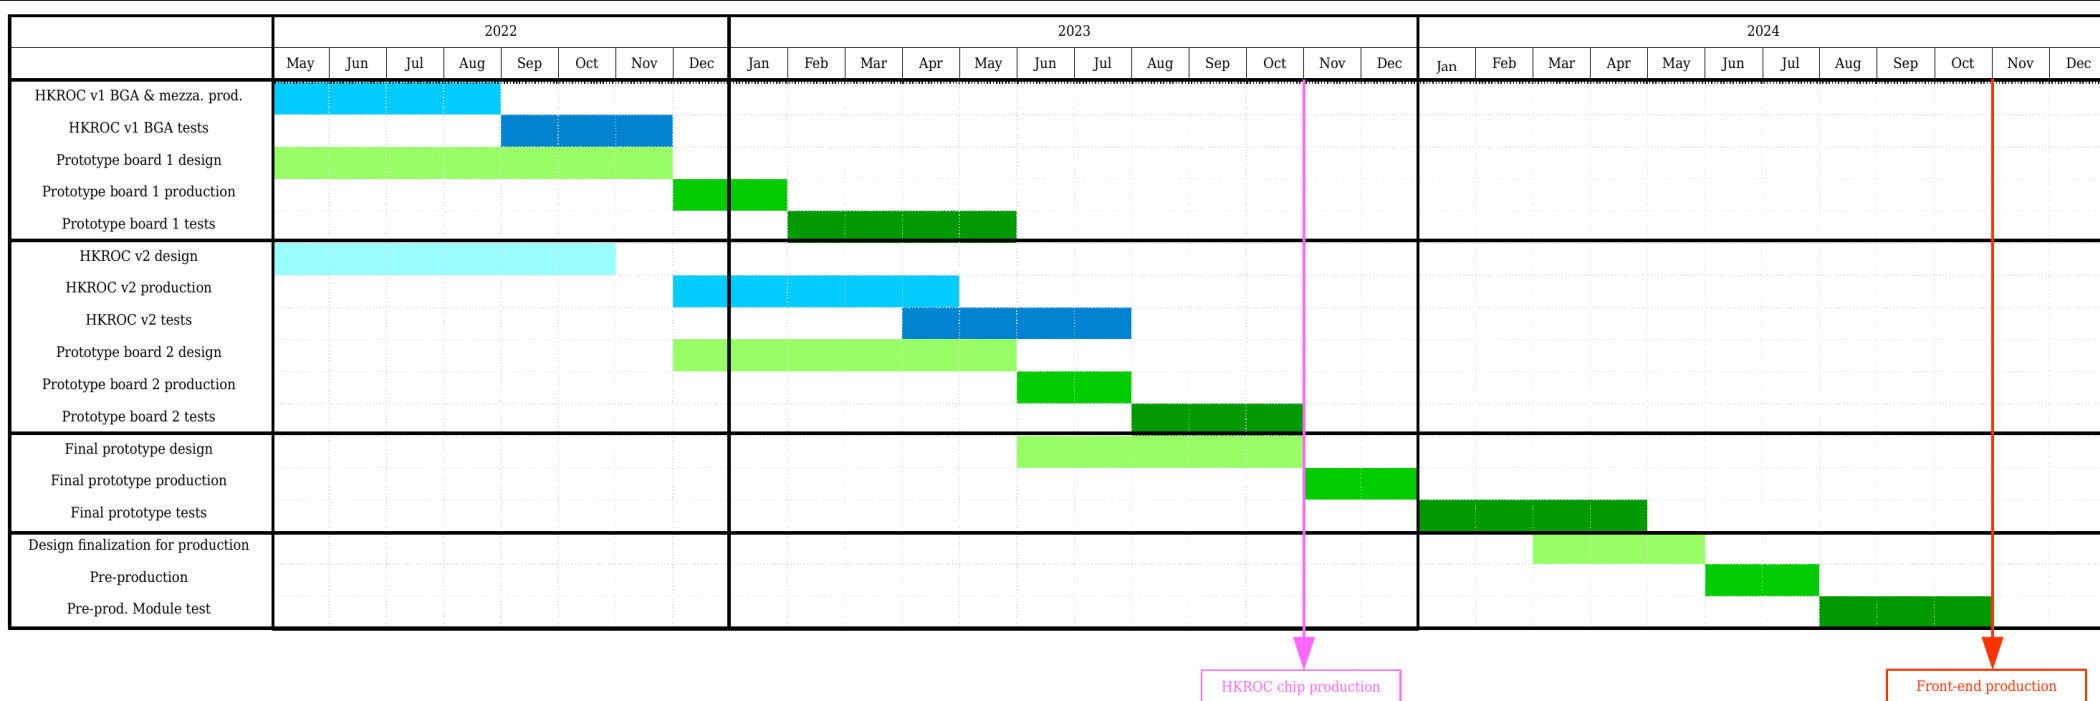 2022 2023 2024
May Jun Jul Aug Sep Oct Nov Dec Jan Feb Mar Apr May Jun Jul Aug Sep Oct Nov Dec Jan Feb Mar Apr May Jun Jul Aug Sep Oct Nov Dec
HKROC v1 BGA & mezza. prod.
HKROC v1 BGA tests
Prototype board 1 design
Prototype board 1 production
Prototype board 1 tests
HKROC v2 design
HKROC v2 production
HKROC v2 tests
Prototype board 2 design
Prototype board 2 production
Prototype board 2 tests
Final prototype design
Final prototype production
Final prototype tests
Design finalization for production
Pre-production
Pre-prod. Module test
HKROC chip production Front-end production